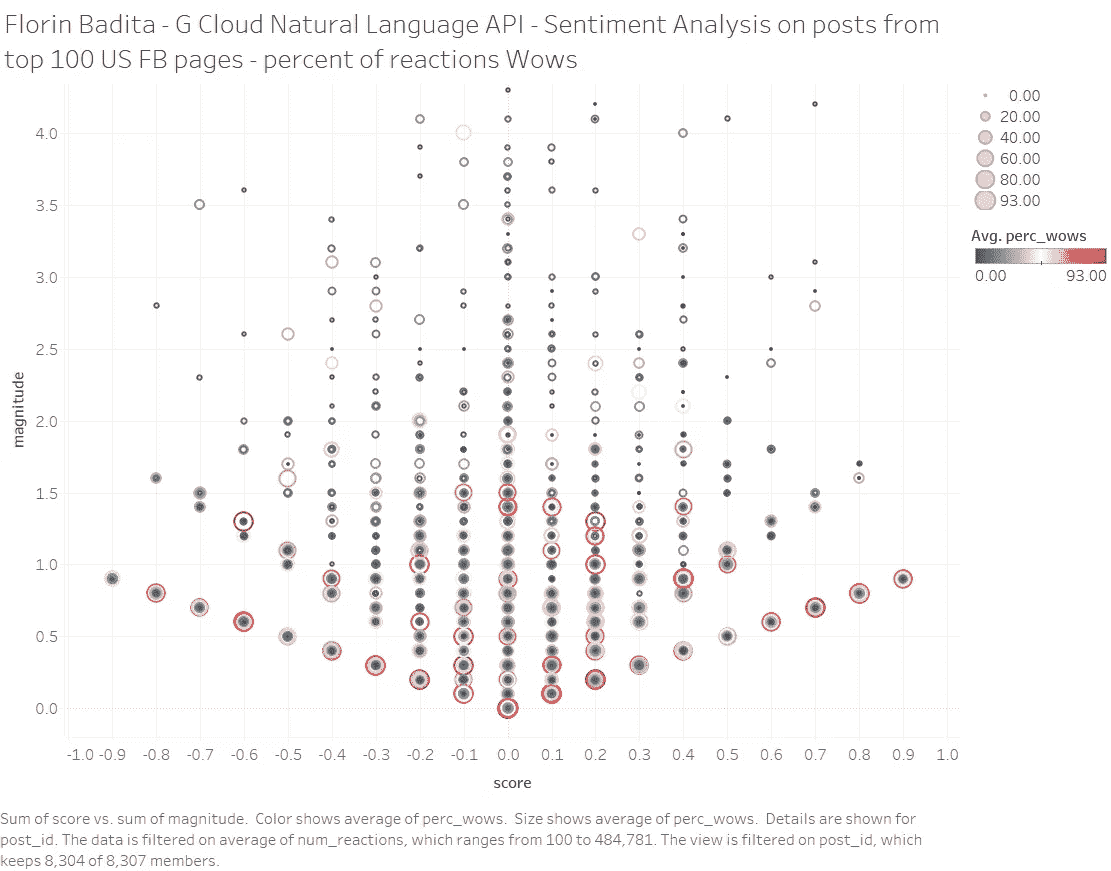 Florin Badita - G Cloud Natural Language API - Sentiment Analysis on posts from
top 100 US FB pages - percent of reactions Wows
0.00
20.00
40.00
60.00
80.00
93.00
Avg. perc_wows
0.00 93.00
magnitude
4.0
3.5
3.0
2.5
2.0
1.5
1.0
0.5
0.0
-1.0 -0.9 -0.8 -0.7 -0.6 -0.5 -0.4 -0.3 -0.2 -0.1 0.0 0.1 0.2 0.3 0.4 0.5 0.6 0.7 0.8 0.9 1.0
score
Sum of score vs. sum of magnitude. Color shows average of perc_wows. Size shows average of perc_wows. Details are shown for
post_id. The data is filtered on average of num_reactions, which ranges from 100 to 484,781. The view is filtered on post_id, which
keeps 8,304 of 8,307 members.